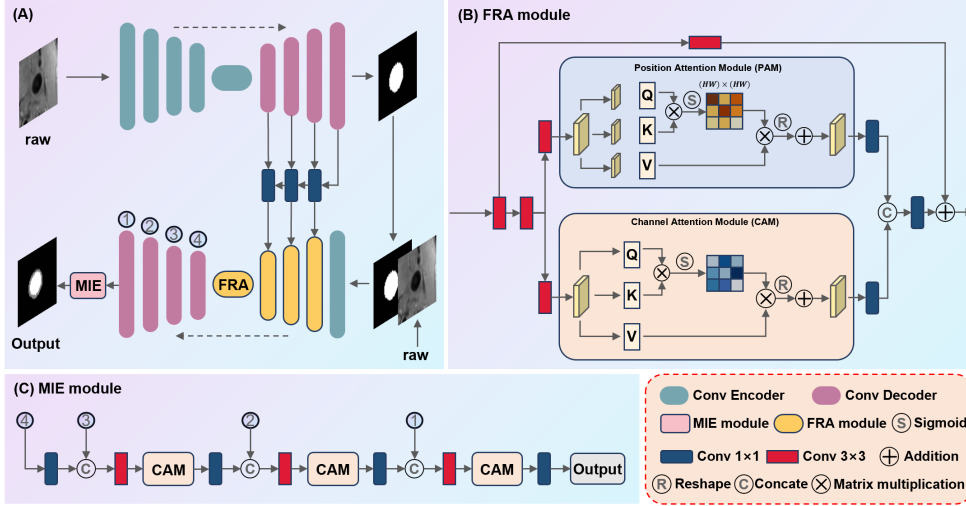 (A)
raw
1
2
3
4
FRA
MIE
Output
raw
(B) FRA module
Position Attention Module (PAM)
(HW) × (HW)
Q
S
K
R
V
C
Channel Attention Module (CAM)
Q
S
K
R
V
(C) MIE module
4
3
2
1
C
CAM
C
CAM
C
CAM
Output
Conv Encoder
Conv Decoder
MIE module
FRA module
S Sigmoid
Conv 1×1
Conv 3×3
Addition
R Reshape
C Concate
Matrix multiplication